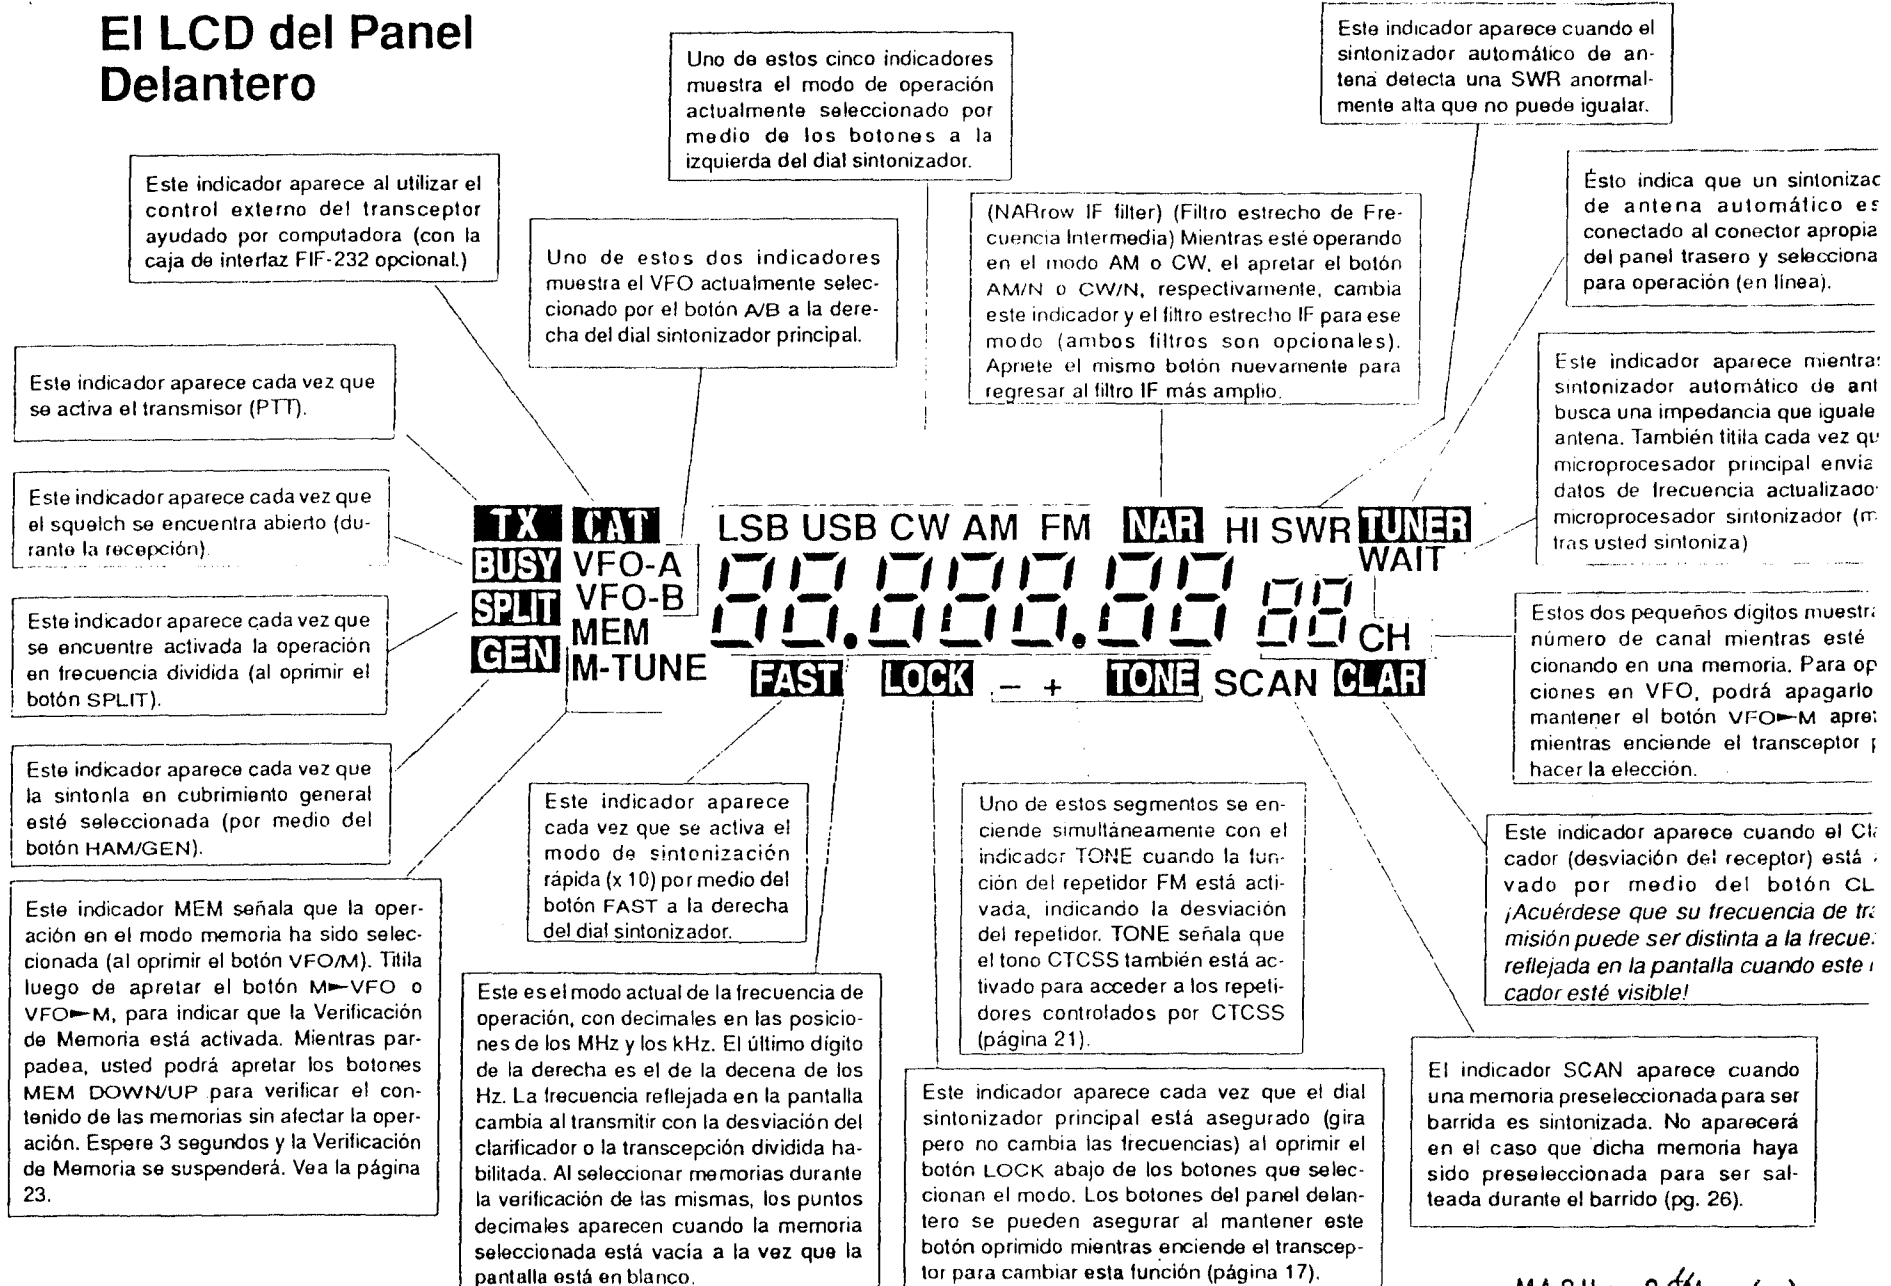 El LCD del Panel
Delantero
Uno de estos cinco indicadores
muestra el modo de operación
actualmente seleccionado por
medio de los botones a la
izquierda del dial sintonizador.
Este indicador aparece cuando el
sintonizador automático de an-
tena detecta una SWR anormal-
mente alta que no puede igualar.
Este indicador aparece al utilizar el
control externo del transceptor
ayudado por computadora (con la
caja de interfaz FIF-232 opcional.)
Uno de estos dos indicadores
muestra el VFO actualmente selec-
cionado por el botón A/B a la dere-
cha del dial sintonizador principal.
(NARrow IF filter) (Filtro estrecho de Fre-
cuencia Intermedia) Mientras esté operando
en el modo AM o CW, el apretar el botón
AM/N o CW/N, respectivamente, cambia
este indicador y el filtro estrecho IF para ese
modo (ambos filtros son opcionales).
Apriete el mismo botón nuevamente para
regresar al filtro IF más amplio.
Ésto indica que un sintonizac
de antena automático es
conectado al conector apropia
del panel trasero y selecciona
para operación (en línea).
Este indicador aparece cada vez que
se activa el transmisor (PTT).
Este indicador aparece mientras
sintonizador automático de ant
busca una impedancia que iguale
antena. También titila cada vez qu
microprocesador principal envia
datos de frecuencia actualizado
microprocesador sintonizador (m
tras usted sintoniza)
Este indicador aparece cada vez que
el squelch se encuentra abierto (du-
rante la recepción).
TX CAT LSB USB CW AM FM NAR HI SWR TUNER
BUSY VFO-A WAIT
SPLIT VFO-B 88.888.88 88
GEN MEM CH
M-TUNE FAST LOCK - + TONE SCAN CLAR
Este indicador aparece cada vez que
se encuentre activada la operación
en frecuencia dividida (al oprimir el
botón SPLIT).
Estos dos pequeños dígitos muestra
número de canal mientras esté
cionando en una memoria. Para op
ciones en VFO, podrá apagarlo
mantener el botón VFO►M apre
mientras enciende el transceptor p
hacer la elección.
Este indicador aparece cada vez que
la sintonía en cubrimiento general
esté seleccionada (por medio del
botón HAM/GEN).
Este indicador aparece
cada vez que se activa el
modo de sintonización
rápida (x 10) por medio del
botón FAST a la derecha
del dial sintonizador.
Uno de estos segmentos se en-
ciende simultáneamente con el
indicador TONE cuando la fun-
ción del repetidor FM está acti-
vada, indicando la desviación
del repetidor. TONE señala que
el tono CTCSS también está ac-
tivado para acceder a los repeti-
dores controlados por CTCSS
(página 21).
Este indicador aparece cuando el Cla
cador (desviación del receptor) está
vado por medio del botón CL
¡Acuérdese que su frecuencia de tra
misión puede ser distinta a la frecue
reflejada en la pantalla cuando este
cador esté visible!
Este indicador MEM señala que la oper-
ación en el modo memoria ha sido selec-
cionada (al oprimir el botón VFO/M). Titila
luego de apretar el botón M►VFO o
VFO►M, para indicar que la Verificación
de Memoria está activada. Mientras par-
padea, usted podrá apretar los botones
MEM DOWN/UP para verificar el con-
tenido de las memorias sin afectar la oper-
ación. Espere 3 segundos y la Verificación
de Memoria se suspenderá. Vea la página
23.
Este es el modo actual de la frecuencia de
operación, con decimales en las posicio-
nes de los MHz y los kHz. El último dígito
de la derecha es el de la decena de los
Hz. La frecuencia reflejada en la pantalla
cambia al transmitir con la desviación del
clarificador o la transcepción dividida ha-
bilitada. Al seleccionar memorias durante
la verificación de las mismas, los puntos
decimales aparecen cuando la memoria
seleccionada está vacía a la vez que la
pantalla está en blanco.
Este indicador aparece cada vez que el dial
sintonizador principal está asegurado (gira
pero no cambia las frecuencias) al oprimir el
botón LOCK abajo de los botones que selec-
cionan el modo. Los botones del panel delan-
tero se pueden asegurar al mantener este
botón oprimido mientras enciende el transcep-
tor para cambiar esta función (página 17).
El indicador SCAN aparece cuando
una memoria preseleccionada para ser
barrida es sintonizada. No aparecerá
en el caso que dicha memoria haya
sido preseleccionada para ser sal-
teada durante el barrido (pg. 26).